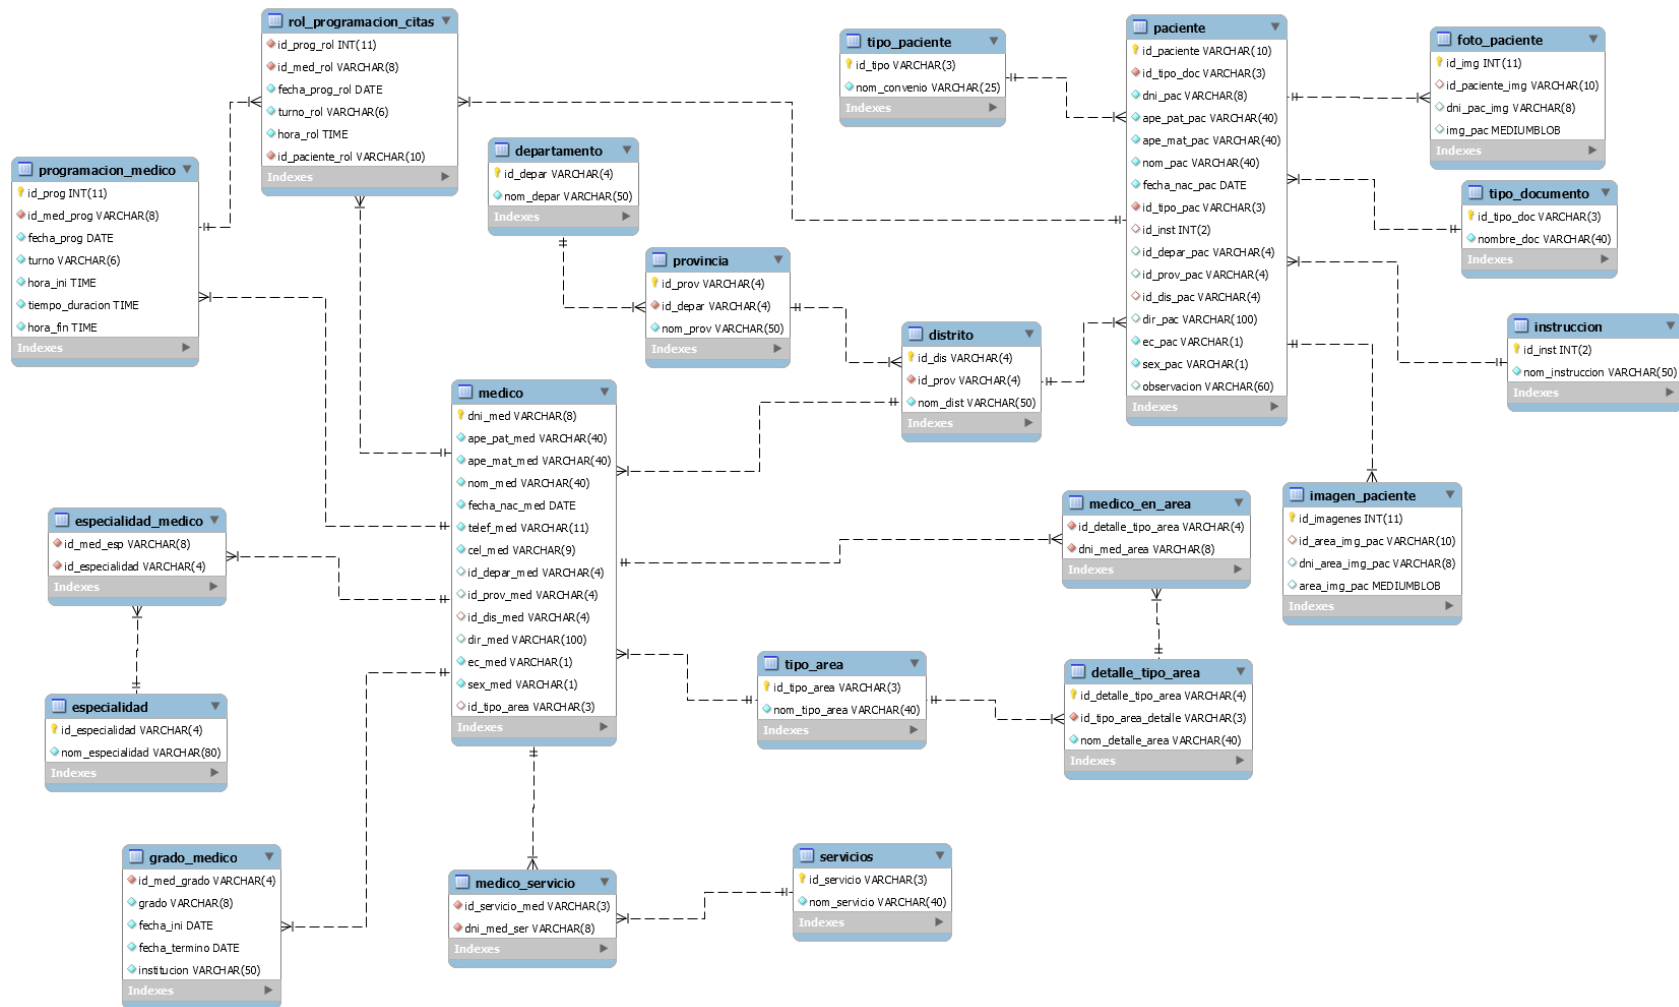 rol_programacion_citas
id_prog_rol INT(11)
id_med_rol VARCHAR(8)
fecha_prog_rol DATE
turno_rol VARCHAR(6)
hora_rol TIME
id_paciente_rol VARCHAR(10)
Indexes
tipo_paciente
id_tipo VARCHAR(3)
nom_convenio VARCHAR(25)
Indexes
paciente
id_paciente VARCHAR(10)
id_tipo_doc VARCHAR(3)
dni_pac VARCHAR(8)
ape_pat_pac VARCHAR(40)
ape_mat_pac VARCHAR(40)
nom_pac VARCHAR(40)
fecha_nac_pac DATE
id_tipo_pac VARCHAR(3)
id_inst INT(2)
id_depar_pac VARCHAR(4)
id_prov_pac VARCHAR(4)
id_dis_pac VARCHAR(4)
dir_pac VARCHAR(100)
ec_pac VARCHAR(1)
sex_pac VARCHAR(1)
observacion VARCHAR(60)
Indexes
foto_paciente
id_img INT(11)
id_paciente_img VARCHAR(10)
dni_pac_img VARCHAR(8)
img_pac MEDIUMBLOB
Indexes
programacion_medico
id_prog INT(11)
id_med_prog VARCHAR(8)
fecha_prog DATE
turno VARCHAR(6)
hora_ini TIME
tiempo_duracion TIME
hora_fin TIME
Indexes
departamento
id_depar VARCHAR(4)
nom_depar VARCHAR(50)
Indexes
tipo_documento
id_tipo_doc VARCHAR(3)
nombre_doc VARCHAR(40)
Indexes
provincia
id_prov VARCHAR(4)
id_depar VARCHAR(4)
nom_prov VARCHAR(50)
Indexes
distrito
id_dis VARCHAR(4)
id_prov VARCHAR(4)
nom_dist VARCHAR(50)
Indexes
instruccion
id_inst INT(2)
nom_instruccion VARCHAR(50)
Indexes
medico
dni_med VARCHAR(8)
ape_pat_med VARCHAR(40)
ape_mat_med VARCHAR(40)
nom_med VARCHAR(40)
fecha_nac_med DATE
telef_med VARCHAR(11)
cel_med VARCHAR(9)
id_depar_med VARCHAR(4)
id_prov_med VARCHAR(4)
id_dis_med VARCHAR(4)
dir_med VARCHAR(100)
ec_med VARCHAR(1)
sex_med VARCHAR(1)
id_tipo_area VARCHAR(3)
Indexes
imagen_paciente
id_imagenes INT(11)
id_area_img_pac VARCHAR(10)
dni_area_img_pac VARCHAR(8)
area_img_pac MEDIUMBLOB
Indexes
medico_en_area
id_detalle_tipo_area VARCHAR(4)
dni_med_area VARCHAR(8)
Indexes
especialidad_medico
id_med_esp VARCHAR(8)
id_especialidad VARCHAR(4)
Indexes
tipo_area
id_tipo_area VARCHAR(3)
nom_tipo_area VARCHAR(40)
Indexes
detalle_tipo_area
id_detalle_tipo_area VARCHAR(4)
id_tipo_area_detalle VARCHAR(3)
nom_detalle_area VARCHAR(40)
Indexes
especialidad
id_especialidad VARCHAR(4)
nom_especialidad VARCHAR(80)
Indexes
grado_medico
id_med_grado VARCHAR(4)
grado VARCHAR(8)
fecha_ini DATE
fecha_termino DATE
institucion VARCHAR(50)
Indexes
medico_servicio
id_servicio_med VARCHAR(3)
dni_med_ser VARCHAR(8)
Indexes
servicios
id_servicio VARCHAR(3)
nom_servicio VARCHAR(40)
Indexes